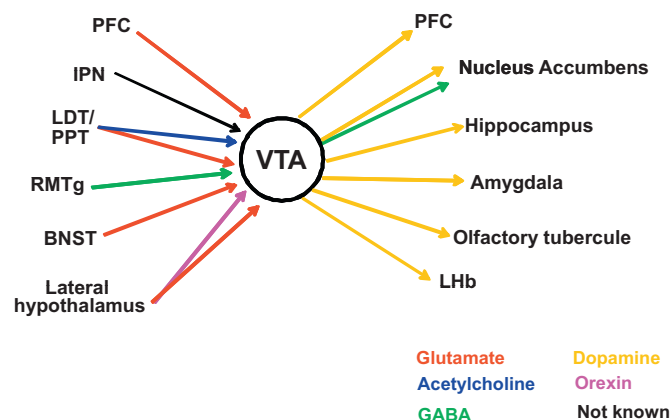 PFC
IPN
LDT/
PPT
RMTg
BNST
Lateral
hypothalamus
VTA
PFC
Nucleus Accumbens
Hippocampus
Amygdala
Olfactory tubercule
LHb
Glutamate
Dopamine
Acetylcholine
Orexin
GABA
Not known